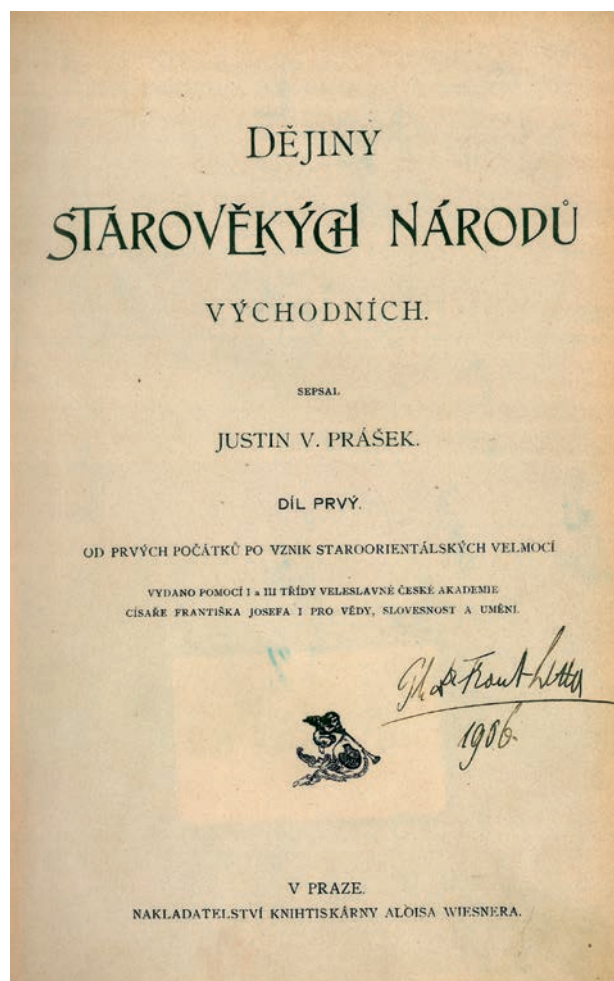 DĚJINY
STAROVĚKÝCH NÁRODŮ
VÝCHODNÍCH.
SEPSAL
JUSTIN V. PRÁŠEK.
DÍL PRVÝ.
OD PRVÝCH POČÁTKŮ PO VZNIK STAROORIENTÁLSKÝCH VELMOCÍ
VYDANO POMOCÍ I a III TŘÍDY VELESLAVNÉ ČESKÉ AKADEMIE
CÍSAŘE FRANTIŠKA JOSEFA I PRO VĚDY, SLOVESNOST A UMĚNI.
1906
V PRAZE.
NAKLADATELSTVÍ KNIHTISKÁRNY ALOISA WIESNERA.